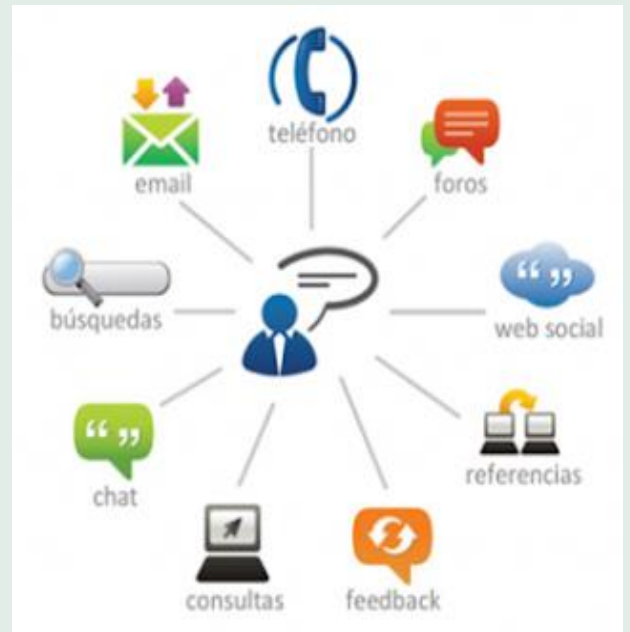 teléfono
email
foros
búsquedas
web social
chat
referencias
consultas
feedback